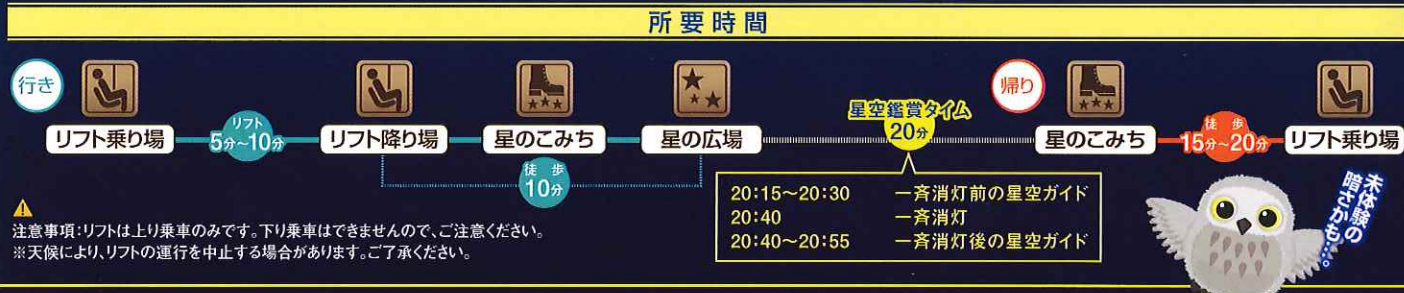 所要時間
行き
リフト乗り場
リフト
5分~10分
リフト降り場
星のこみち
星の広場
徒歩
10分
星空鑑賞タイム
20分
帰り
星のこみち
徒歩
15分~20分
リフト乗り場
20:15~20:30 一斉消灯前の星空ガイド
20:40 一斉消灯
20:40~20:55 一斉消灯後の星空ガイド
注意事項:リフトは上り乗車のみです。下り乗車はできませんので、ご注意ください。
※天候により、リフトの運行を中止する場合があります。ご了承ください。
未体験の
暗さかも…。